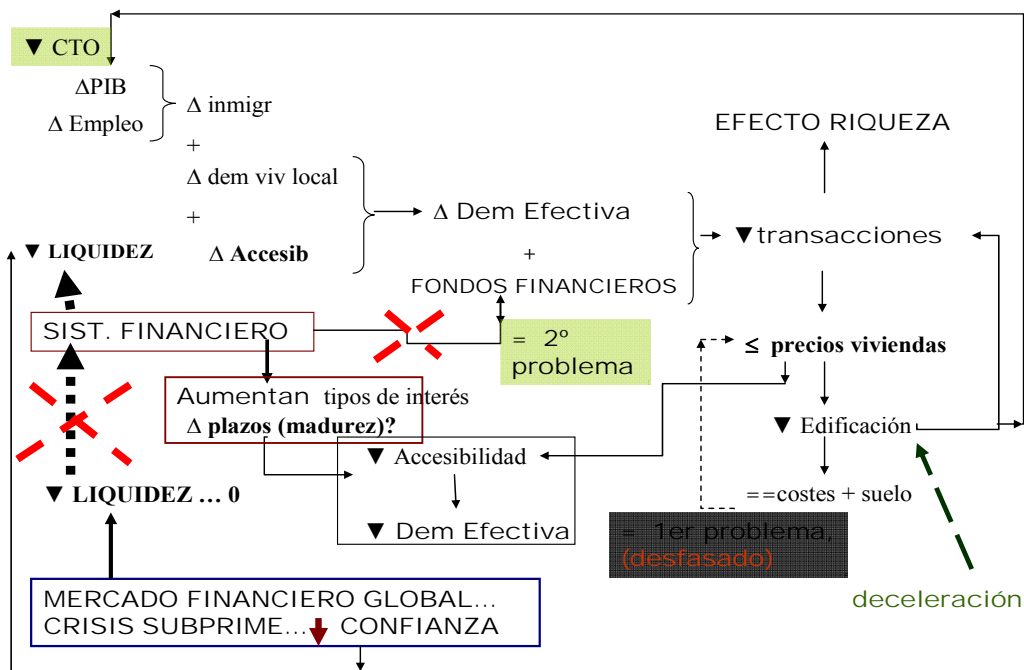 ▼ CTO
ΔPIB
Δ Empleo
Δ inmigr
+
Δ dem viv local
+
Δ Accesib
EFECTO RIQUEZA
Δ Dem Efectiva
+
FONDOS FINANCIEROS
▼transacciones
▼ LIQUIDEZ
SIST. FINANCIERO
= 2º
problema
≤ precios viviendas
Aumentan tipos de interés
Δ plazos (madurez)?
▼ Edificación
▼ Accesibilidad
▼ Dem Efectiva
▼ LIQUIDEZ … 0
==costes + suelo
= 1er problema,
(desfasado)
deceleración
MERCADO FINANCIERO GLOBAL...
CRISIS SUBPRIME... CONFIANZA